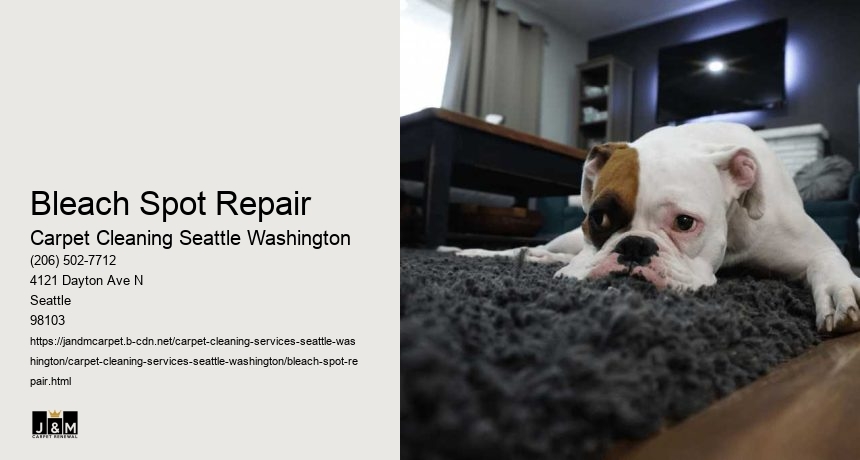 Bleach Spot Repair
Carpet Cleaning Seattle Washington
(206) 502-7712
4121 Dayton Ave N
Seattle
98103
https://jandmcarpet.b-cdn.net/carpet-cleaning-services-seattle-was
hington/carpet-cleaning-services-seattle-washington/bleach-spot-re
pair.html
J&M
CARPET RENEWAL